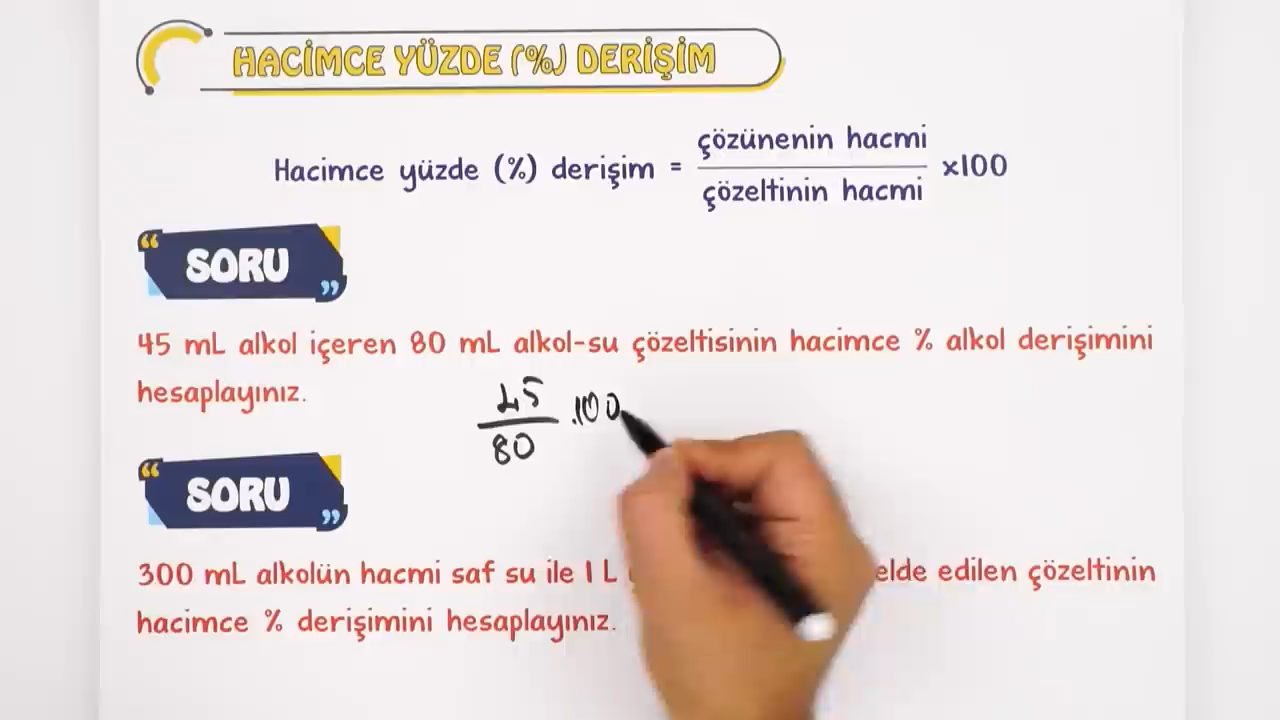 HACİMCE YÜZDE (%) DERİŞİM
Hacimce yüzde (%) derişim = çözünenin hacmi / çözeltinin hacmi x100
“ SORU ”
45 mL alkol içeren 80 mL alkol-su çözeltisinin hacimce % alkol derişimini
hesaplayınız.
45
80
.100
“ SORU ”
300 mL alkolün hacmi saf su ile 1 L elde edilen çözeltinin
hacimce % derişimini hesaplayınız.